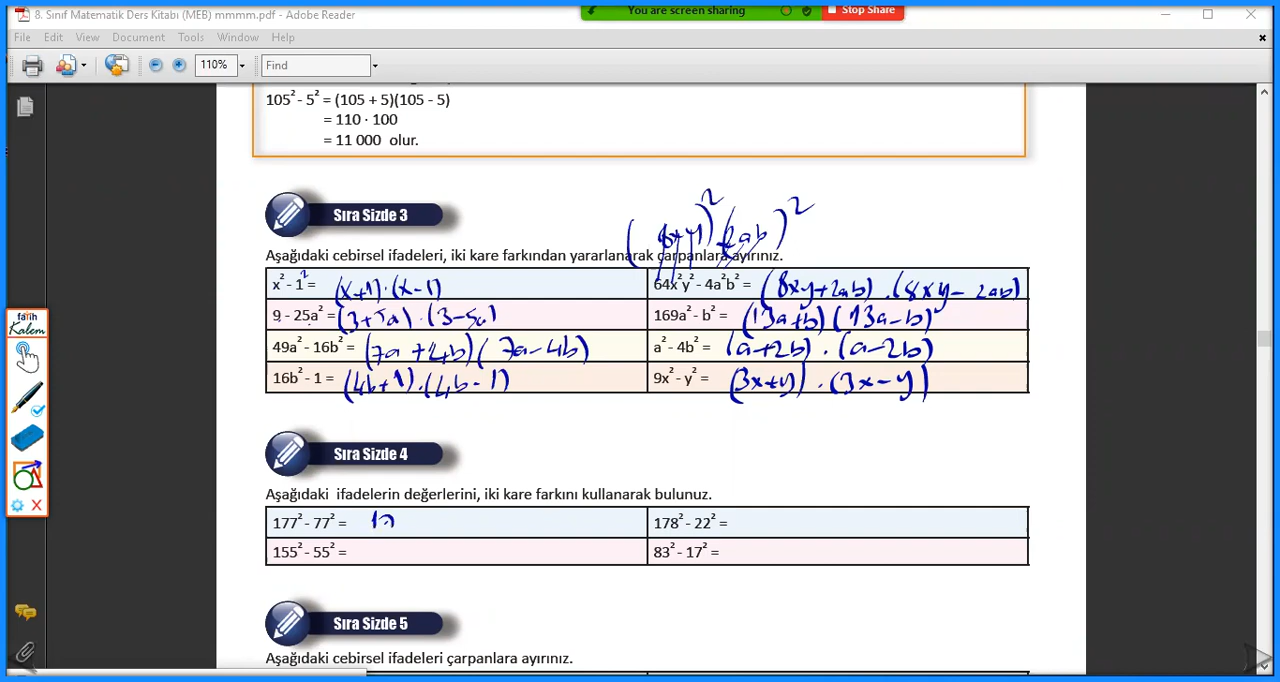 8. Sınıf Matematik Ders Kitabı (MEB) mmmm.pdf - Adobe Reader
You are screen sharing
Stop Share
File Edit View Document Tools Window Help
110%
Find
105² - 5² = (105 + 5)(105 - 5)
= 110 · 100
= 11 000 olur.
Sıra Sizde 3
(8xy)² (2ab)²
Aşağıdaki cebirsel ifadeleri, iki kare farkından yararlanarak çarpanlara ayırınız.
x² - 1² = (x+1)·(x-1)
64x²y² - 4a²b² = (8xy+2ab).(8xy-2ab)
9 - 25a² = (3+5a).(3-5a)
169a² - b² = (13a+b)(13a-b)
49a² - 16b² = (7a+4b)(7a-4b)
a² - 4b² = (a+2b).(a-2b)
16b² - 1 = (4b+1).(4b-1)
9x² - y² = (3x+y).(3x-y)
Sıra Sizde 4
Aşağıdaki ifadelerin değerlerini, iki kare farkını kullanarak bulunuz.
177² - 77² =
178² - 22² =
155² - 55² =
83² - 17² =
Sıra Sizde 5
Aşağıdaki cebirsel ifadeleri çarpanlara ayırınız.
fatih
Kalem